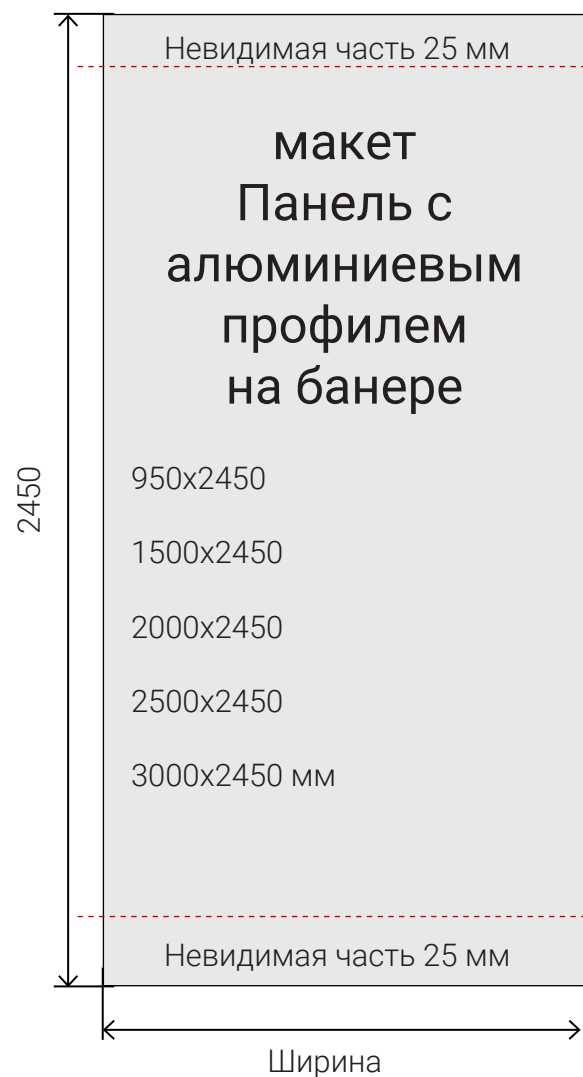 Невидимая часть 25 мм
макет
Панель с
алюминиевым
профилем
на банере
2450
950x2450
1500x2450
2000x2450
2500x2450
3000x2450 мм
Невидимая часть 25 мм
Ширина